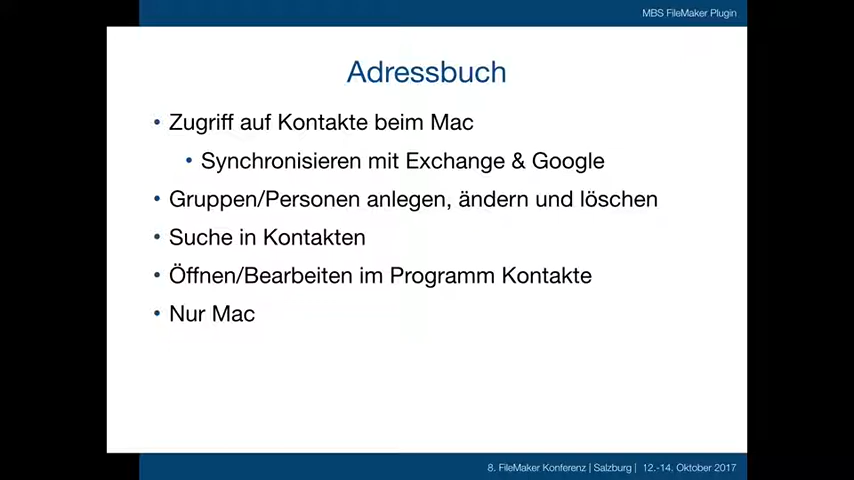 MBS FileMaker Plugin
Adressbuch
• Zugriff auf Kontakte beim Mac
• Synchronisieren mit Exchange & Google
• Gruppen/Personen anlegen, ändern und löschen
• Suche in Kontakten
• Öffnen/Bearbeiten im Programm Kontakte
• Nur Mac
8. FileMaker Konferenz | Salzburg | 12.-14. Oktober 2017